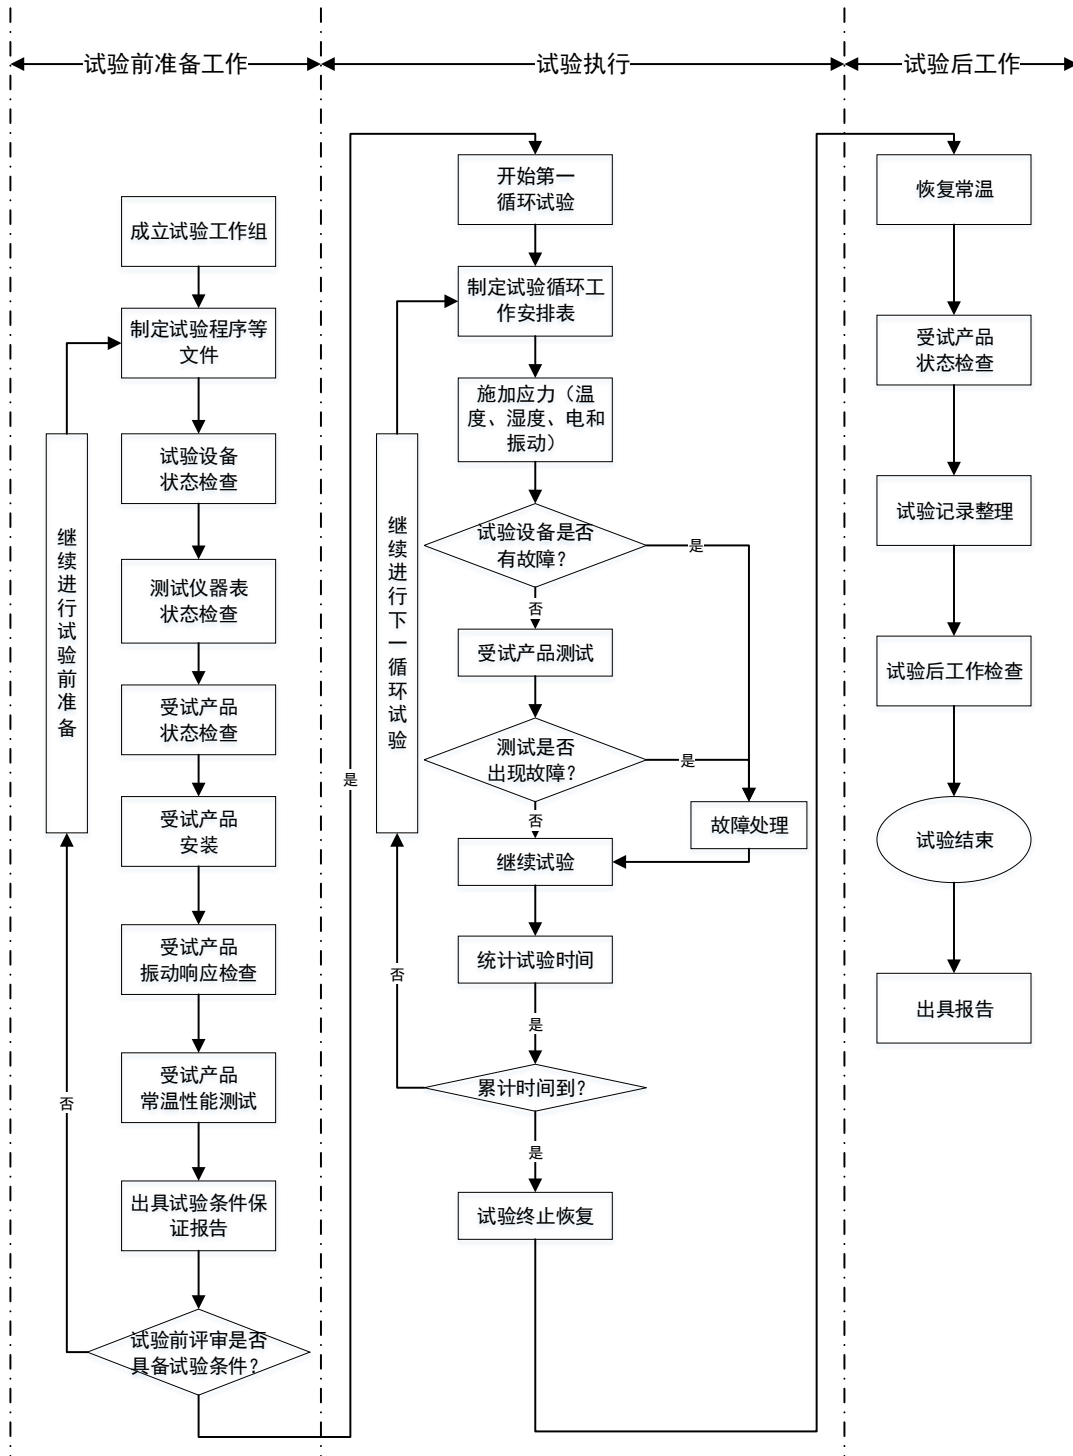 试验前准备工作
试验执行
试验后工作
成立试验工作组
制定试验程序等
文件
试验设备
状态检查
测试仪器表
状态检查
受试产品
状态检查
受试产品
安装
受试产品
振动响应检查
受试产品
常温性能测试
出具试验条件保
证报告
试验前评审是否
具备试验条件?
否
继续进行试验前准备
是
开始第一
循环试验
制定试验循环工
作安排表
施加应力（温
度、湿度、电和
振动）
试验设备是否
有故障?
是
否
受试产品测试
测试是否
出现故障?
是
否
故障处理
继续试验
统计试验时间
是
累计时间到?
否
继续进行下一循环试验
是
试验终止恢复
恢复常温
受试产品
状态检查
试验记录整理
试验后工作检查
试验结束
出具报告